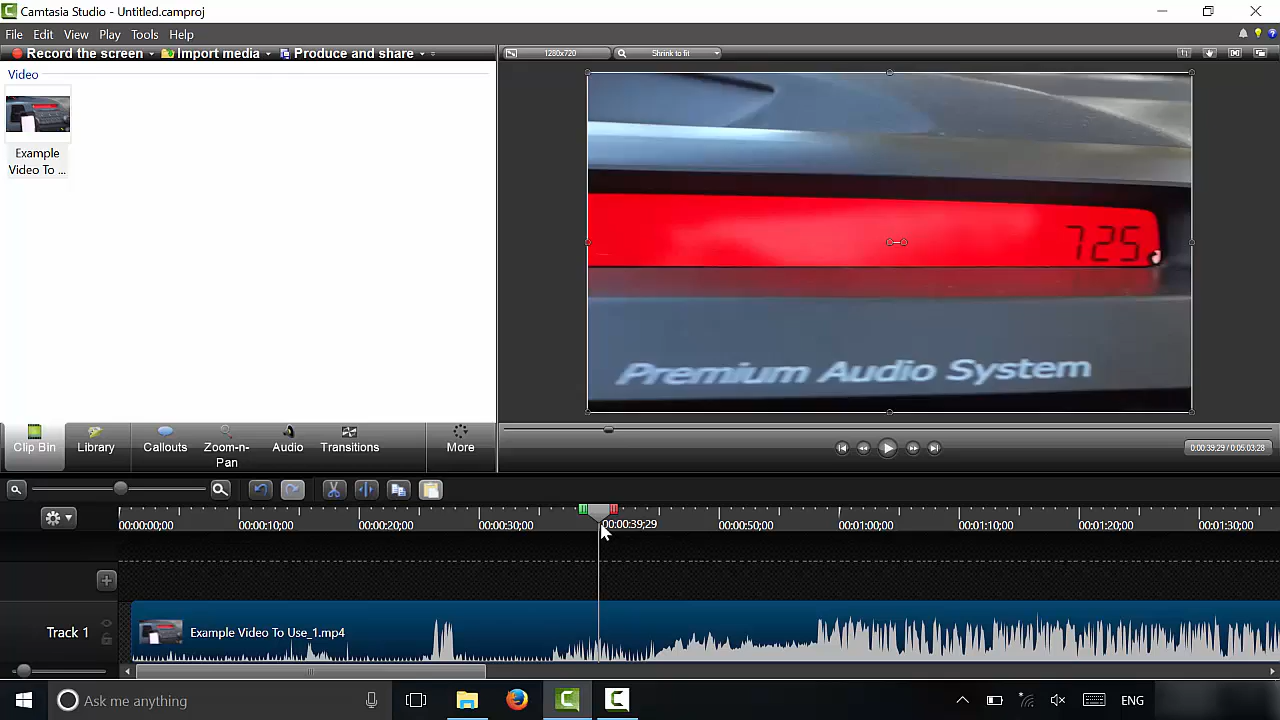 Camtasia Studio - Untitled.camproj
File Edit View Play Tools Help
Record the screen Import media Produce and share
1280x720 Shrink to fit
Video
Example
Video To ...
725
Premium Audio System
Clip Bin Library Callouts Zoom-n-
Pan Audio Transitions More
0:00:39;29 / 0:05:03;28
00:00:00;00 00:00:10;00 00:00:20;00 00:00:30;00 00:00:39;29 00:00:50;00 00:01:00;00 00:01:10;00 00:01:20;00 00:01:30;00
Track 1 Example Video To Use_1.mp4
Ask me anything ENG